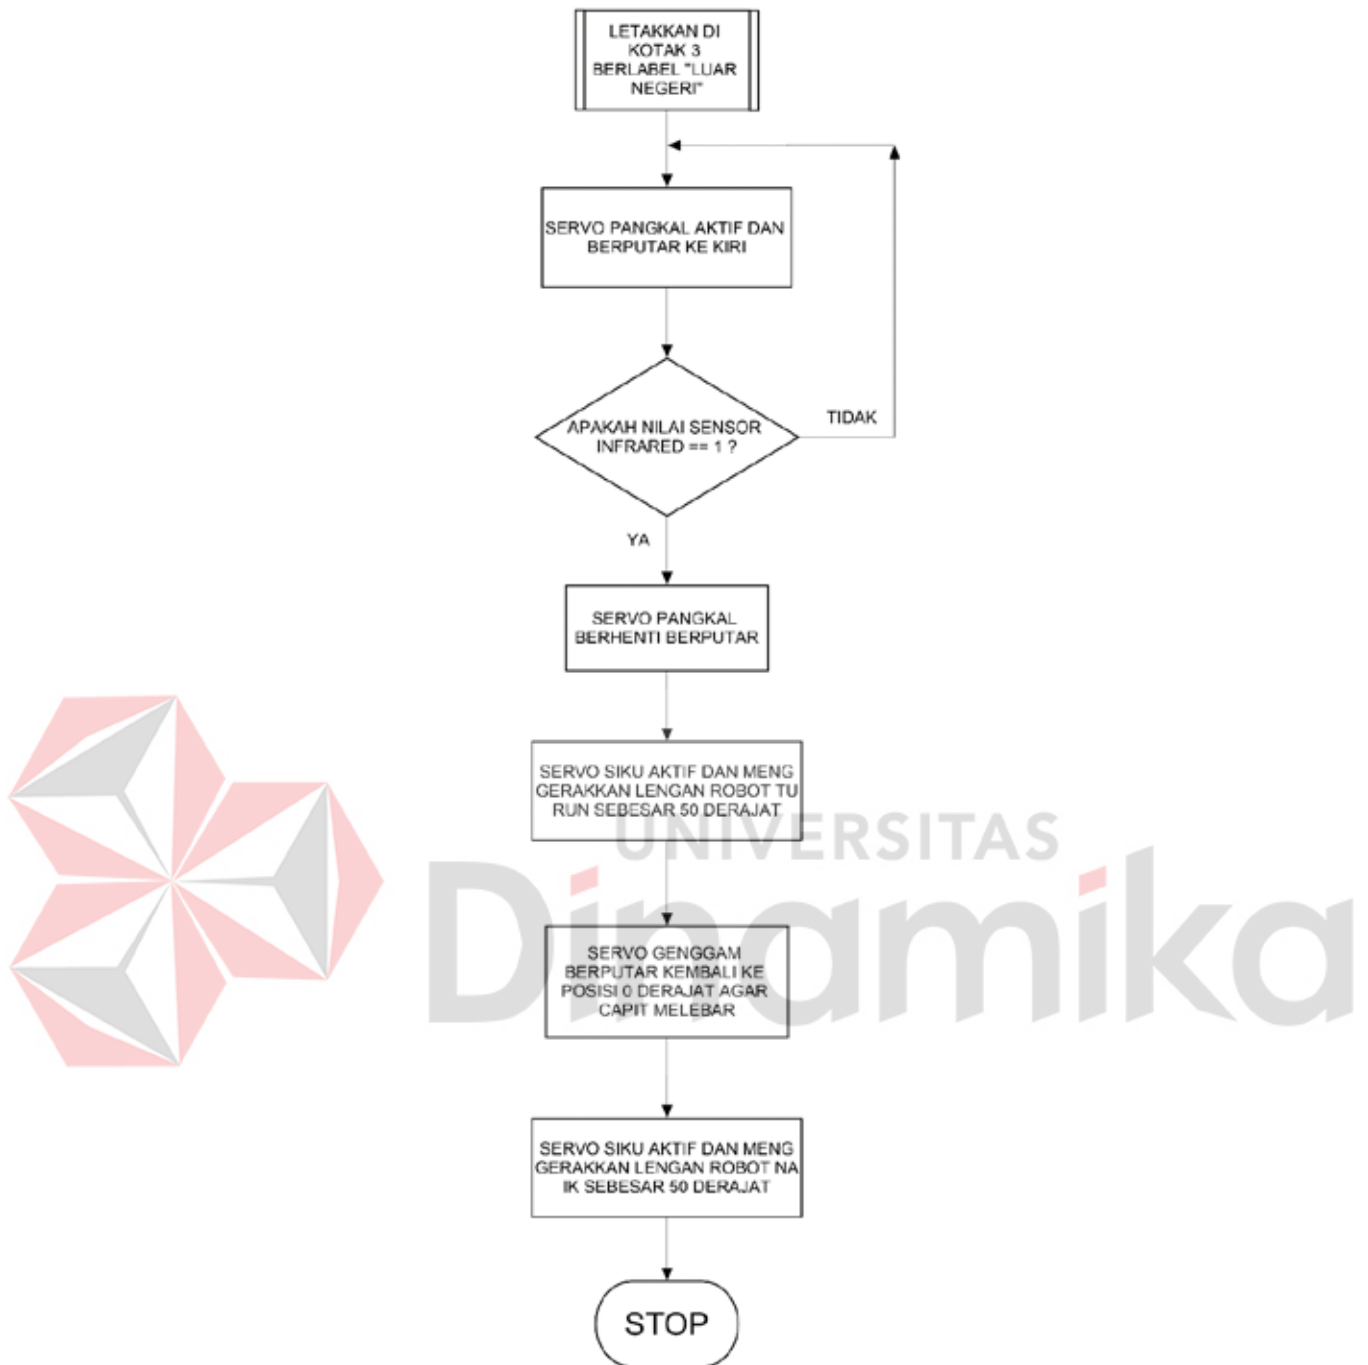 LETAKKAN DI
KOTAK 3
BERLABEL "LUAR
NEGERI"
SERVO PANGKAL AKTIF DAN
BERPUTAR KE KIRI
APAKAH NILAI SENSOR
INFRARED == 1 ?
TIDAK
YA
SERVO PANGKAL
BERHENTI BERPUTAR
SERVO SIKU AKTIF DAN MENG
GERAKKAN LENGAN ROBOT TU
RUN SEBESAR 50 DERAJAT
UNIVERSITAS
Dinamika
SERVO GENGGAM
BERPUTAR KEMBALI KE
POSISI 0 DERAJAT AGAR
CAPIT MELEBAR
SERVO SIKU AKTIF DAN MENG
GERAKKAN LENGAN ROBOT NA
IK SEBESAR 50 DERAJAT
STOP